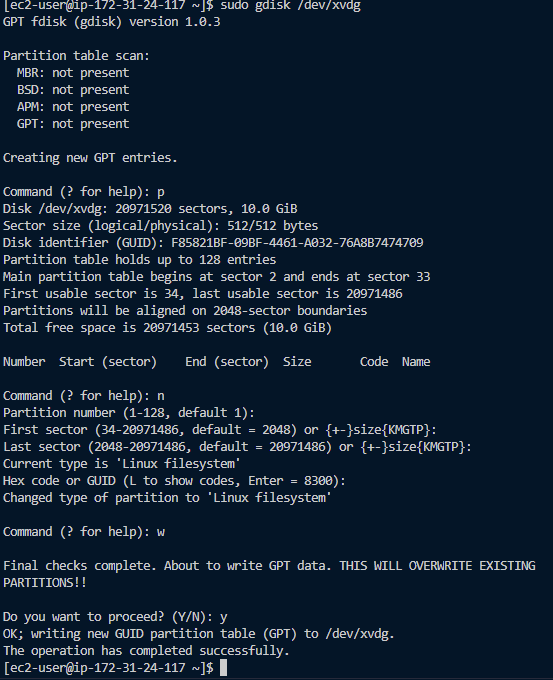 [ec2-user@ip-172-31-24-117 ~]$ sudo gdisk /dev/xvdg
GPT fdisk (gdisk) version 1.0.3

Partition table scan:
  MBR: not present
  BSD: not present
  APM: not present
  GPT: not present

Creating new GPT entries.

Command (? for help): p
Disk /dev/xvdg: 20971520 sectors, 10.0 GiB
Sector size (logical/physical): 512/512 bytes
Disk identifier (GUID): F85821BF-09BF-4461-A032-76A8B7474709
Partition table holds up to 128 entries
Main partition table begins at sector 2 and ends at sector 33
First usable sector is 34, last usable sector is 20971486
Partitions will be aligned on 2048-sector boundaries
Total free space is 20971453 sectors (10.0 GiB)

Number  Start (sector)    End (sector)  Size       Code  Name

Command (? for help): n
Partition number (1-128, default 1):
First sector (34-20971486, default = 2048) or {+-}size{KMGTP}:
Last sector (2048-20971486, default = 20971486) or {+-}size{KMGTP}:
Current type is 'Linux filesystem'
Hex code or GUID (L to show codes, Enter = 8300):
Changed type of partition to 'Linux filesystem'

Command (? for help): w

Final checks complete. About to write GPT data. THIS WILL OVERWRITE EXISTING
PARTITIONS!!

Do you want to proceed? (Y/N): y
OK; writing new GUID partition table (GPT) to /dev/xvdg.
The operation has completed successfully.
[ec2-user@ip-172-31-24-117 ~]$